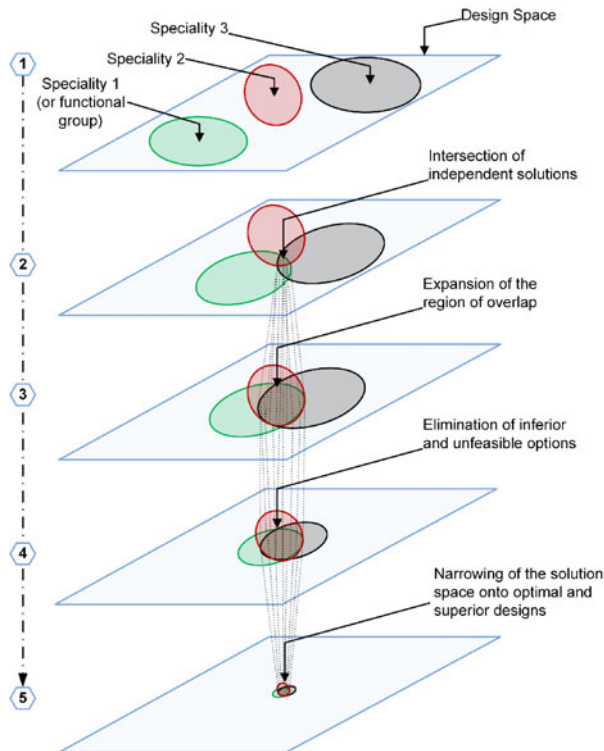 Design Space
Speciality 3
1
Speciality 2
Speciality 1
(or functional
group)
Intersection of
independent solutions
2
Expansion of the
region of overlap
3
Elimination of inferior
and unfeasible options
4
Narrowing of the solution
space onto optimal and
superior designs
5